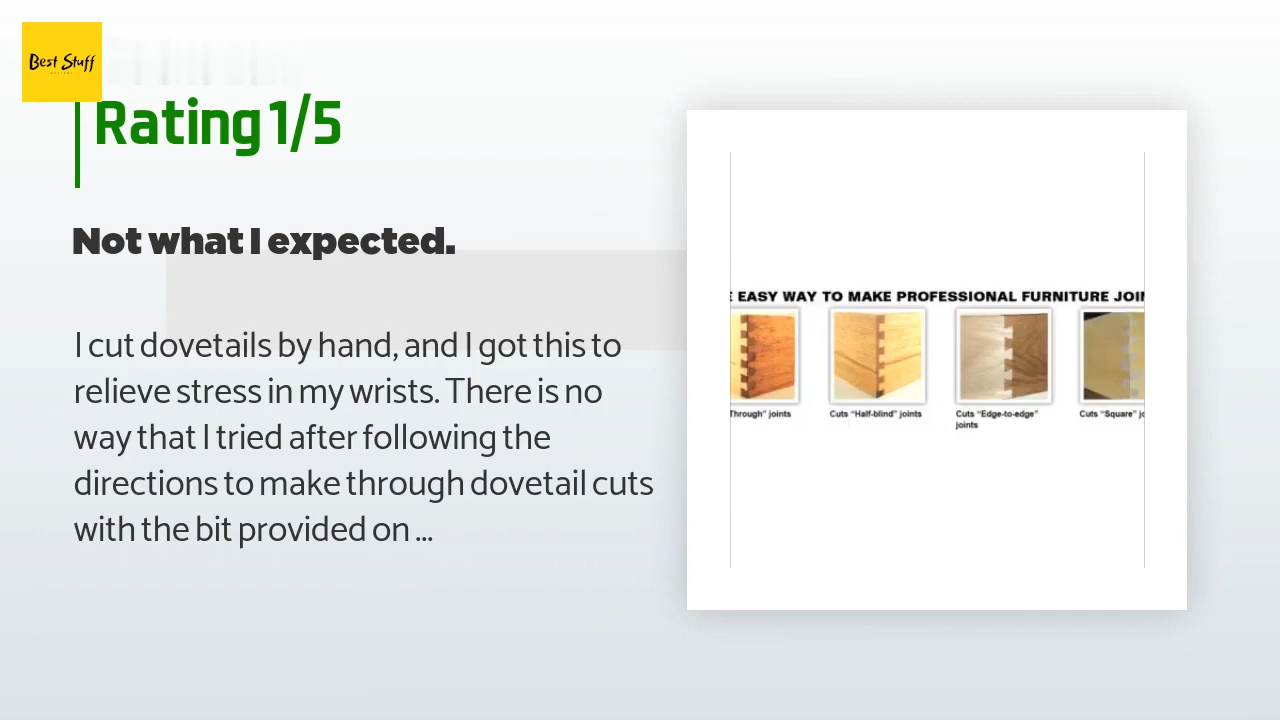 Best Stuff
Rating 1/5
Not what I expected.
I cut dovetails by hand, and I got this to
relieve stress in my wrists. There is no
way that I tried after following the
directions to make through dovetail cuts
with the bit provided on ...
EASY WAY TO MAKE PROFESSIONAL FURNITURE JOI
Through" joints
Cuts "Half-blind" joints
Cuts "Edge-to-edge"
joints
Cuts "Square" jo